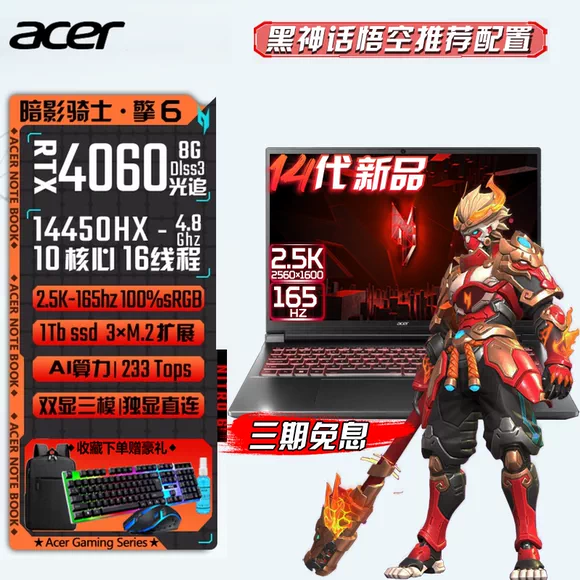 acer
黑神话悟空推荐配置
暗影骑士·擎6
RTX
4060
8G
Dlss3
光追
14450HX - 4.8
Ghz
10核心 16线程
2.5K-165hz 100%sRGB
1Tb ssd 3×M.2扩展
AI算力|233 Tops
双显三模|独显直连
收藏下单赠豪礼
★ Acer Gaming Series ★
ACER NOTE BOOK
ACER NOTE BOOK
ACER NOTE BOOK
14代新品
2.5K
2560×1600
165
HZ
acer
三期免息